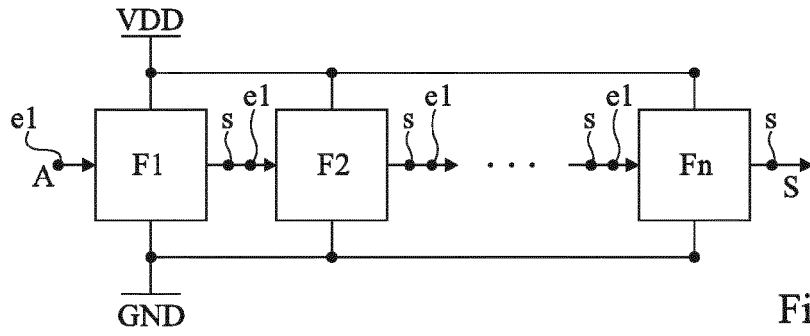 VDD
e1 s e1 s e1 s e1 s
A F1 F2 . . . Fn S
GND
Fi